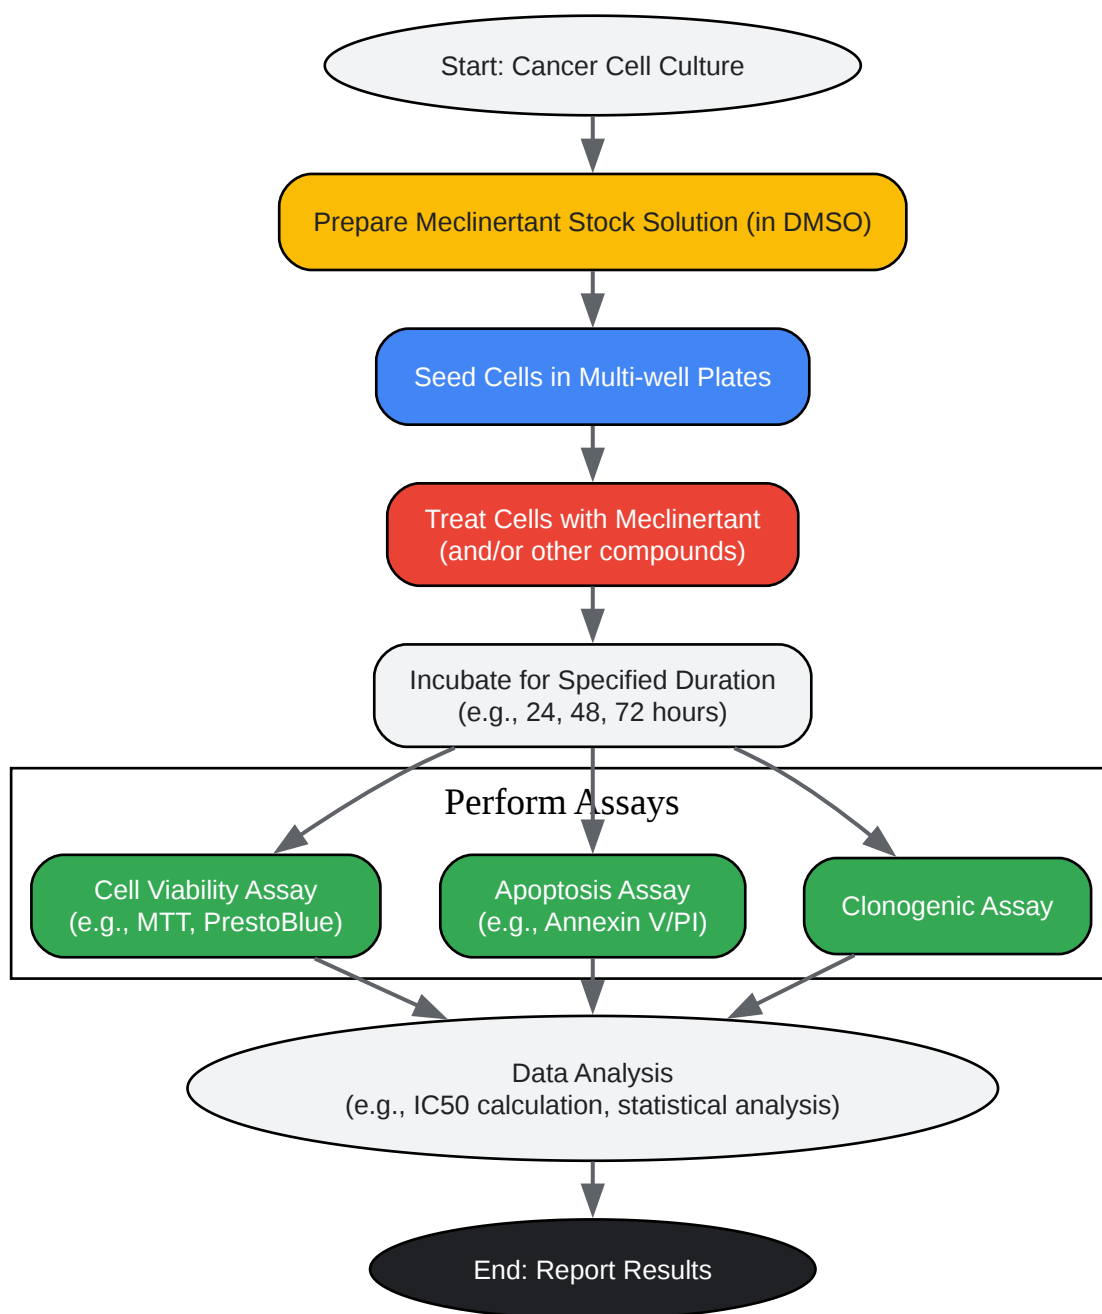 Start: Cancer Cell Culture
Prepare Meclinertant Stock Solution (in DMSO)
Seed Cells in Multi-well Plates
Treat Cells with Meclinertant
(and/or other compounds)
Incubate for Specified Duration
(e.g., 24, 48, 72 hours)
Perform Assays
Cell Viability Assay
(e.g., MTT, PrestoBlue)
Apoptosis Assay
(e.g., Annexin V/PI)
Clonogenic Assay
Data Analysis
(e.g., IC50 calculation, statistical analysis)
End: Report Results